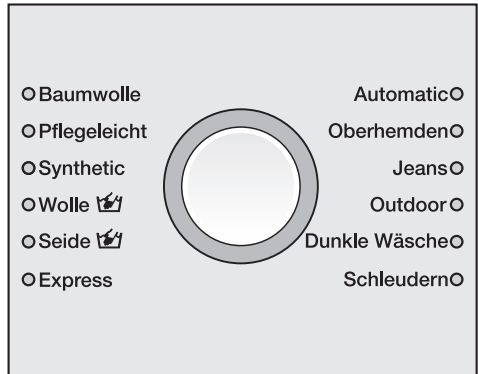 Baumwolle
Pflegeleicht
Synthetic
Wolle
Seide
Express
Automatic
Oberhemden
Jeans
Outdoor
Dunkle Wäsche
Schleudern